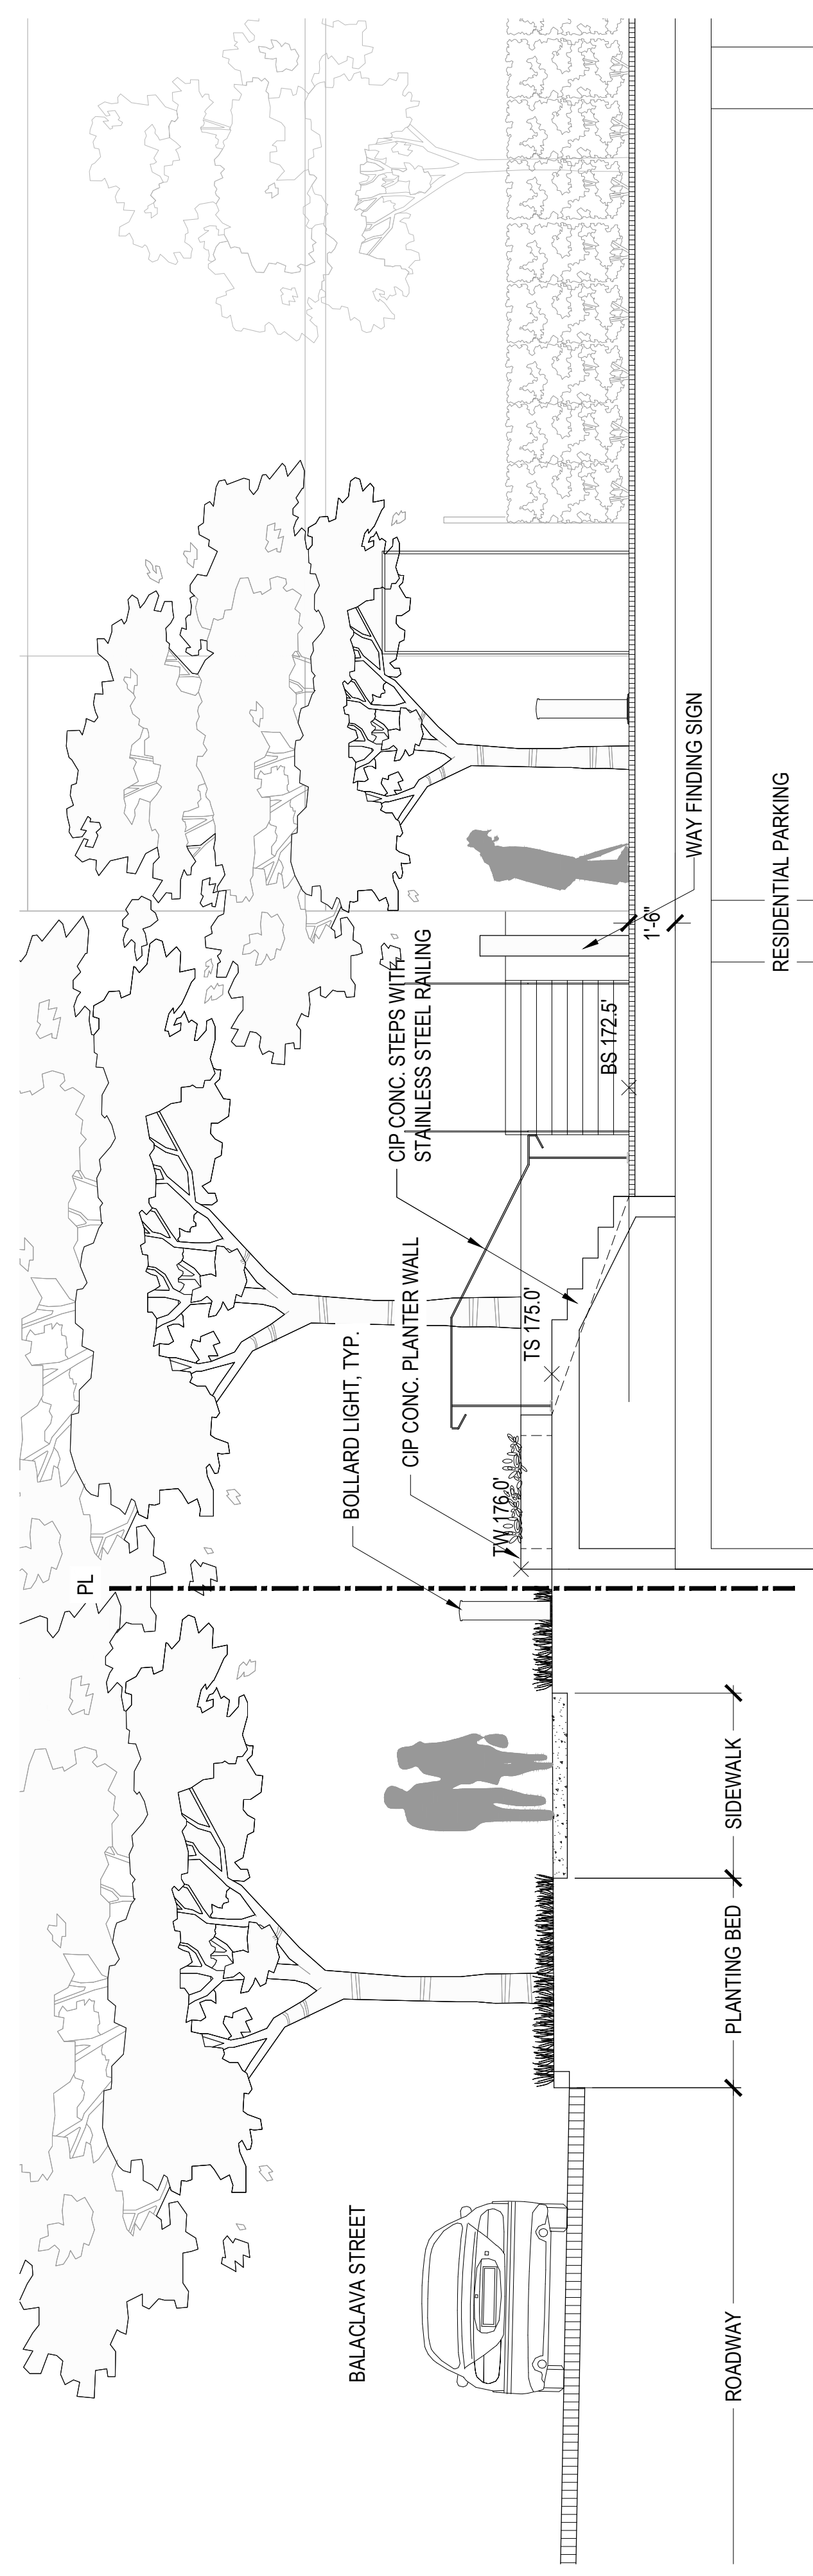 PL
BALACLAVA STREET
BOLLARD LIGHT, TYP.
CIP CONC. PLANTER WALL
CIP CONC. STEPS WITH
STAINLESS STEEL RAILING
TW 176.0'
TS 175.0'
BS 172.5'
1'-6"
WAY FINDING SIGN
ROADWAY
PLANTING BED
SIDEWALK
RESIDENTIAL PARKING